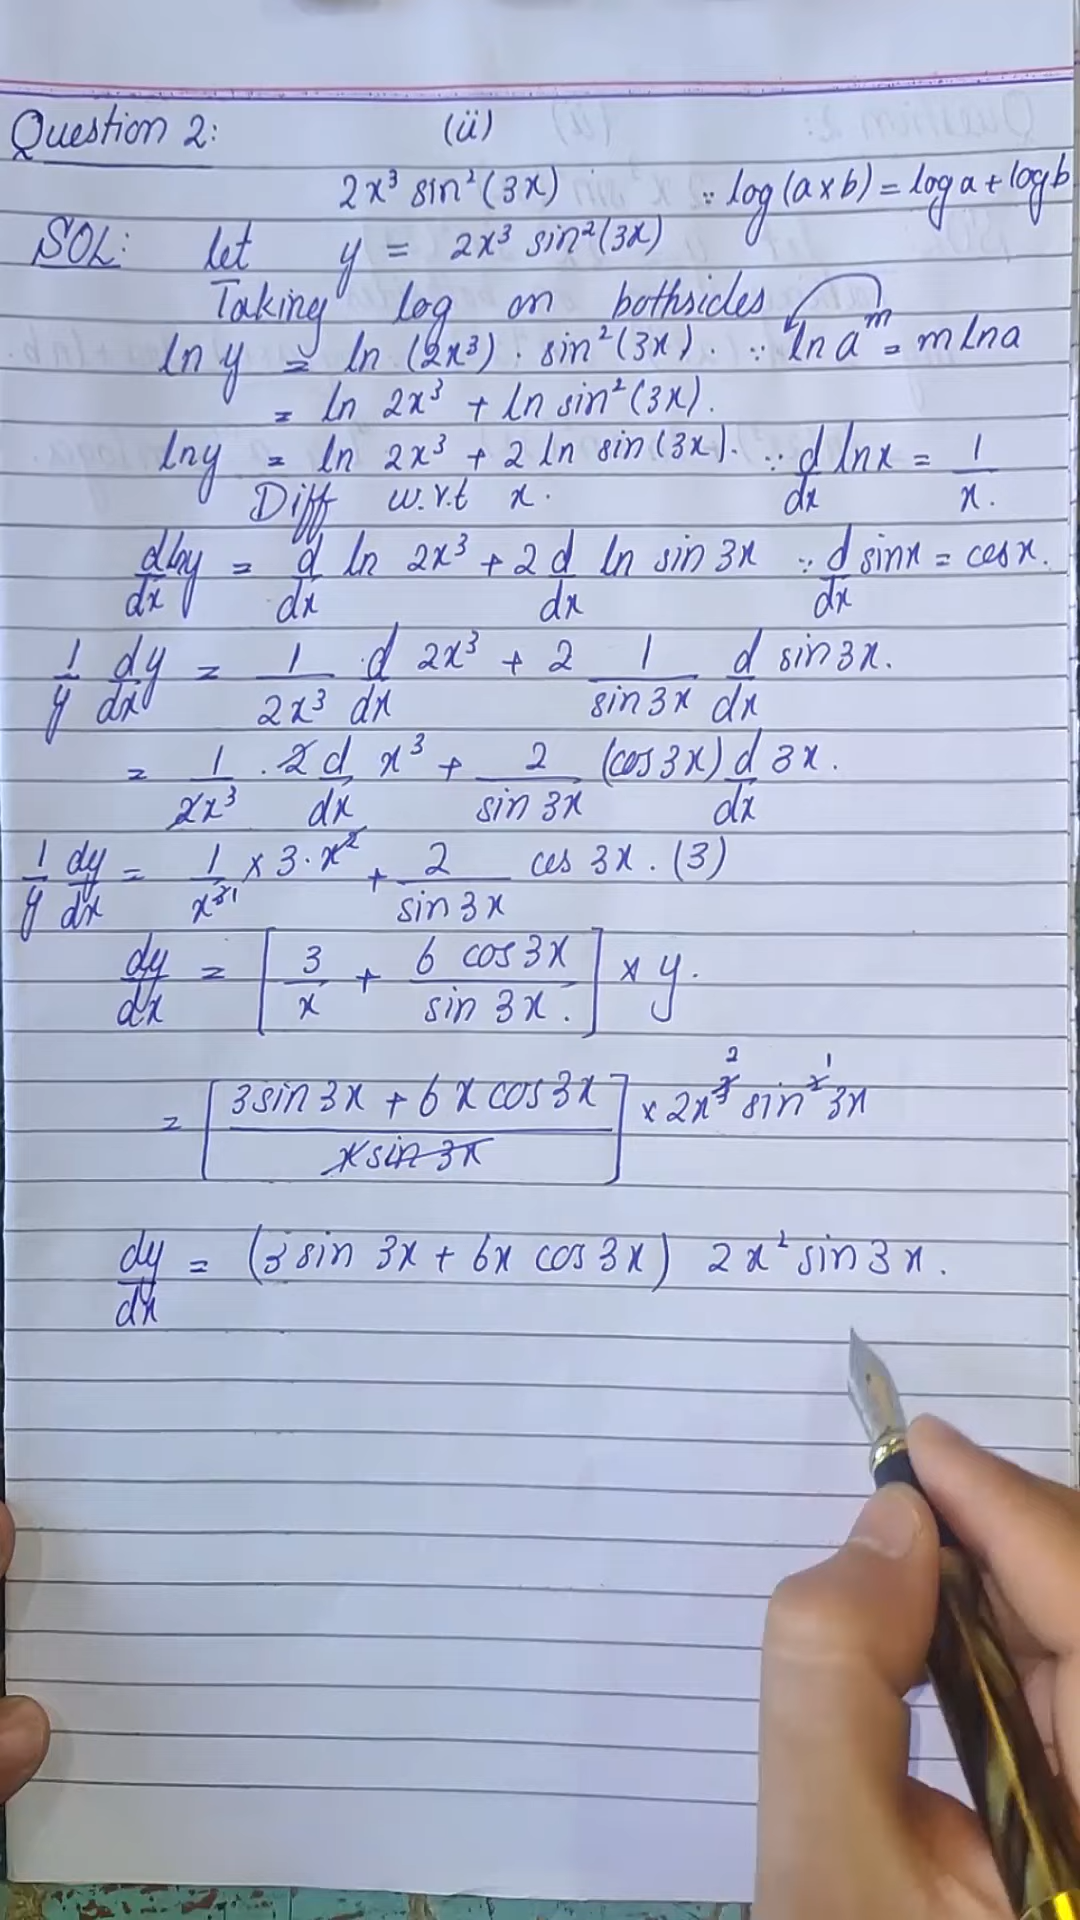 Question 2: (ii)
2x³ sin²(3x) ∵ log(a×b) = log a + log b
SOL: let y = 2x³ sin²(3x)
Taking log on bothsides
ln y = ln (2x³) · sin²(3x). ∵ ln aᵐ = m ln a
= ln 2x³ + ln sin²(3x).
ln y = ln 2x³ + 2 ln sin(3x). ∵ d/dx ln x = 1/x.
Diff w.r.t x.
d ln y/dx = d/dx ln 2x³ + 2 d/dx ln sin 3x ∵ d/dx sin x = cos x.
1/y dy/dx = 1/2x³ · d/dx 2x³ + 2 1/sin 3x d/dx sin 3x.
= 1/2x³ · 2 d/dx x³ + 2/sin 3x (cos 3x) d/dx 3x.
1/y dy/dx = 1/x³¹ × 3 · x² + 2/sin 3x cos 3x · (3)
dy/dx = [3/x + 6 cos 3x/sin 3x.] × y.
= [3 sin 3x + 6x cos 3x/x sin 3x] × 2x³ ² sin² ¹ 3x
dy/dx = (3 sin 3x + 6x cos 3x) 2x² sin 3x.